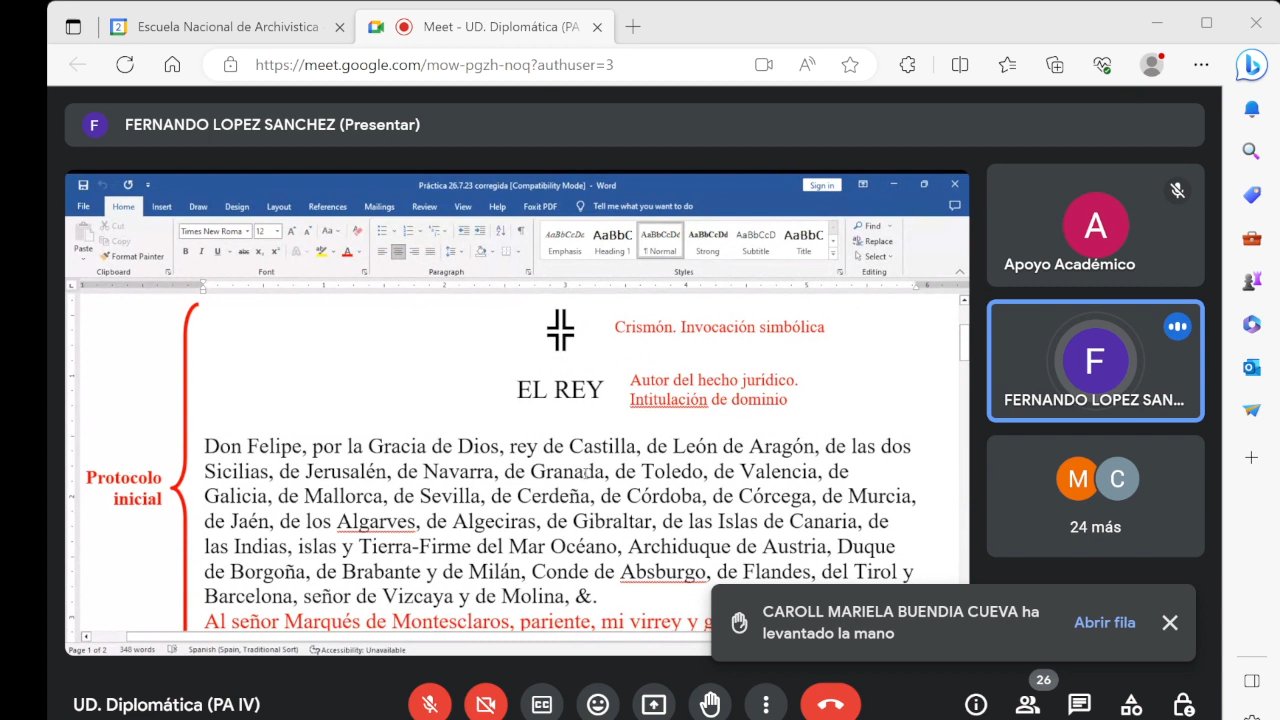 Escuela Nacional de Archivística
Meet - UD. Diplomática (PA
https://meet.google.com/mow-pgzh-noq?authuser=3
F FERNANDO LOPEZ SANCHEZ (Presentar)
Práctica 26.7.23 corregida [Compatibility Mode] - Word
Sign in
File Home Insert Draw Design Layout References Mailings Review View Help Foxit PDF Tell me what you want to do
Paste
Cut
Copy
Format Painter
Clipboard
Times New Roma 12
Font
Paragraph
AaBbCcDc AaBbC AaBbCcDc AaBbCcDc AaBbCcD AaBbC
Emphasis Heading 1 ¶ Normal Strong Subtitle Title
Styles
Find
Replace
Select
Editing
Crismón. Invocación simbólica
EL REY
Autor del hecho jurídico.
Intitulación de dominio
Protocolo
inicial
Don Felipe, por la Gracia de Dios, rey de Castilla, de León de Aragón, de las dos
Sicilias, de Jerusalén, de Navarra, de Granada, de Toledo, de Valencia, de
Galicia, de Mallorca, de Sevilla, de Cerdeña, de Córdoba, de Córcega, de Murcia,
de Jaén, de los Algarves, de Algeciras, de Gibraltar, de las Islas de Canaria, de
las Indias, islas y Tierra-Firme del Mar Océano, Archiduque de Austria, Duque
de Borgoña, de Brabante y de Milán, Conde de Absburgo, de Flandes, del Tirol y
Barcelona, señor de Vizcaya y de Molina, &.
Al señor Marqués de Montesclaros, pariente, mi virrey y g
Page 1 of 2 348 words Spanish (Spain, Traditional Sort) Accessibility: Unavailable
A
Apoyo Académico
F
FERNANDO LOPEZ SAN...
M C
24 más
CAROLL MARIELA BUENDIA CUEVA ha
levantado la mano
Abrir fila
26
UD. Diplomática (PA IV)